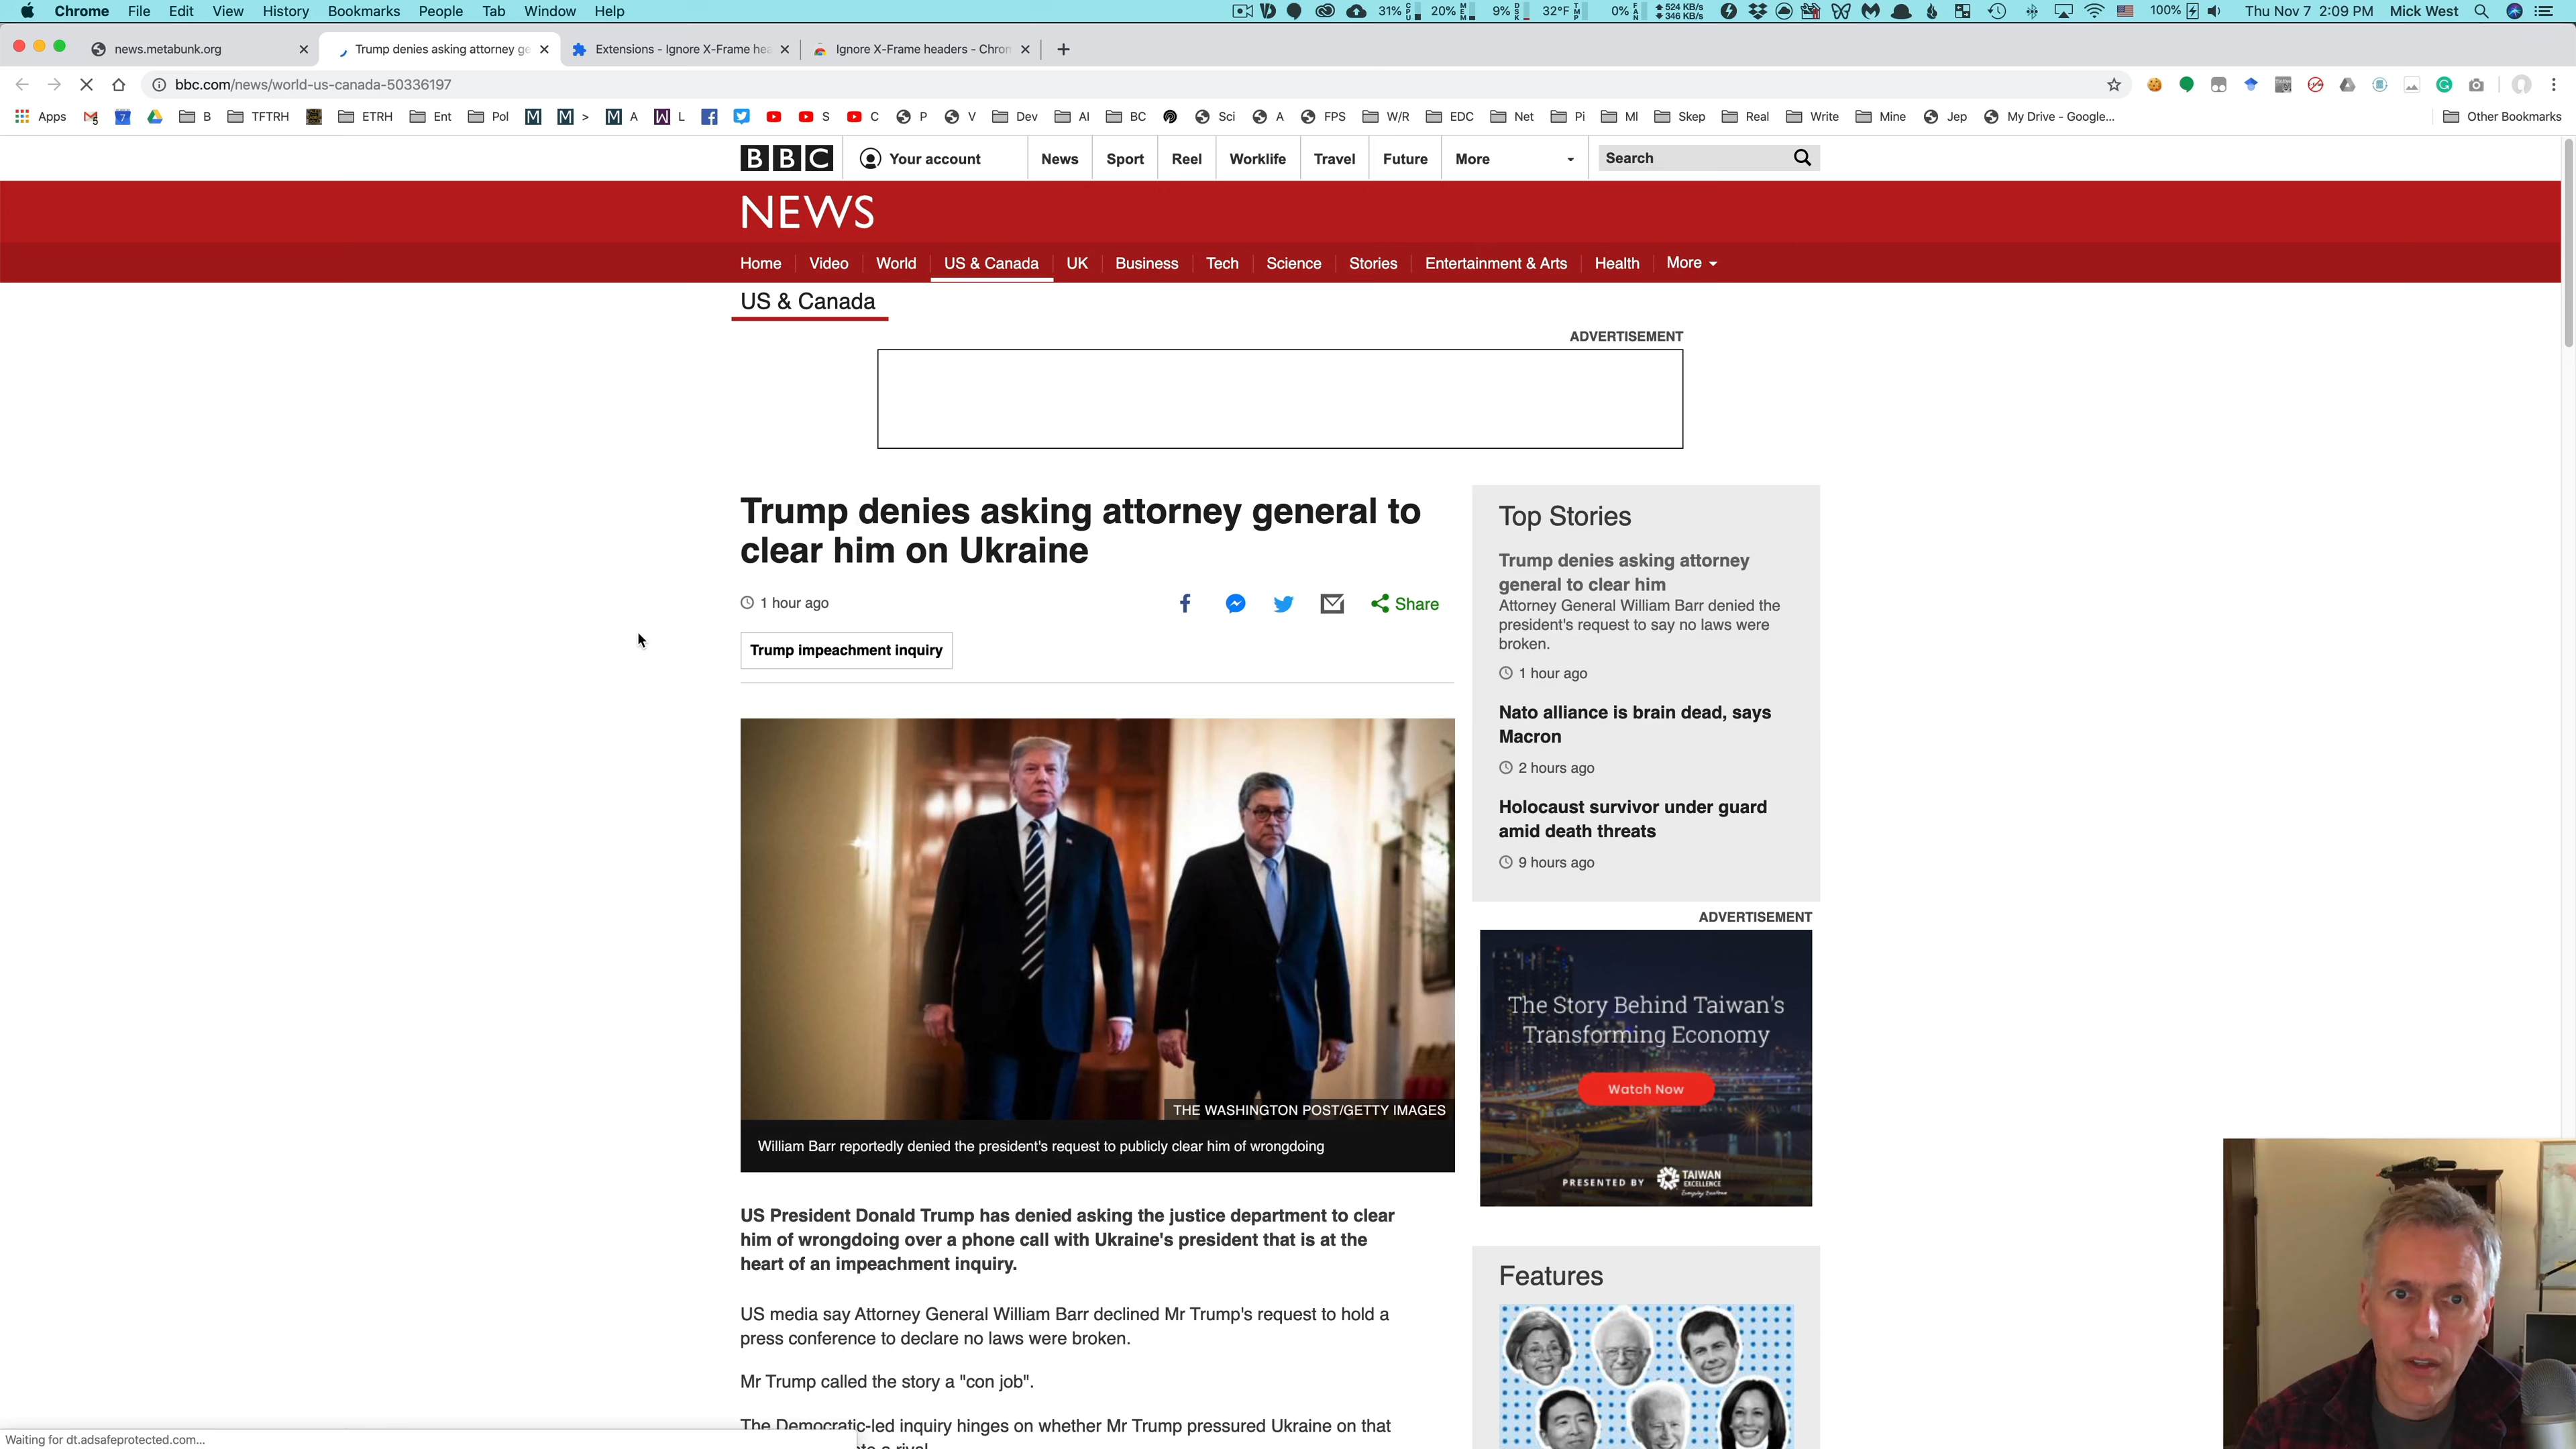 Chrome File Edit View History Bookmarks People Tab Window Help
31% 20% 9% 32°F 0% 524 KB/s 346 KB/s 100% Thu Nov 7 2:09 PM Mick West
news.metabunk.org
Trump denies asking attorney ge
Extensions - Ignore X-Frame hea
Ignore X-Frame headers - Chron
bbc.com/news/world-us-canada-50336197
Apps B TFTRH ETRH Ent Pol M M > M A W L S C P V Dev AI BC Sci A FPS W/R EDC Net Pi MI Skep Real Write Mine Jep My Drive - Google... Other Bookmarks
BBC Your account News Sport Reel Worklife Travel Future More Search
NEWS
Home Video World US & Canada UK Business Tech Science Stories Entertainment & Arts Health More
US & Canada
ADVERTISEMENT
Trump denies asking attorney general to
clear him on Ukraine
1 hour ago
Share
Trump impeachment inquiry
THE WASHINGTON POST/GETTY IMAGES
William Barr reportedly denied the president's request to publicly clear him of wrongdoing
US President Donald Trump has denied asking the justice department to clear
him of wrongdoing over a phone call with Ukraine's president that is at the
heart of an impeachment inquiry.
US media say Attorney General William Barr declined Mr Trump's request to hold a
press conference to declare no laws were broken.
Mr Trump called the story a "con job".
The Democratic-led inquiry hinges on whether Mr Trump pressured Ukraine on that
Top Stories
Trump denies asking attorney
general to clear him
Attorney General William Barr denied the
president's request to say no laws were
broken.
1 hour ago
Nato alliance is brain dead, says
Macron
2 hours ago
Holocaust survivor under guard
amid death threats
9 hours ago
ADVERTISEMENT
The Story Behind Taiwan's
Transforming Economy
Watch Now
PRESENTED BY TAIWAN
EXCELLENCE
Everyday Excellence
Features
Waiting for dt.adsafeprotected.com...